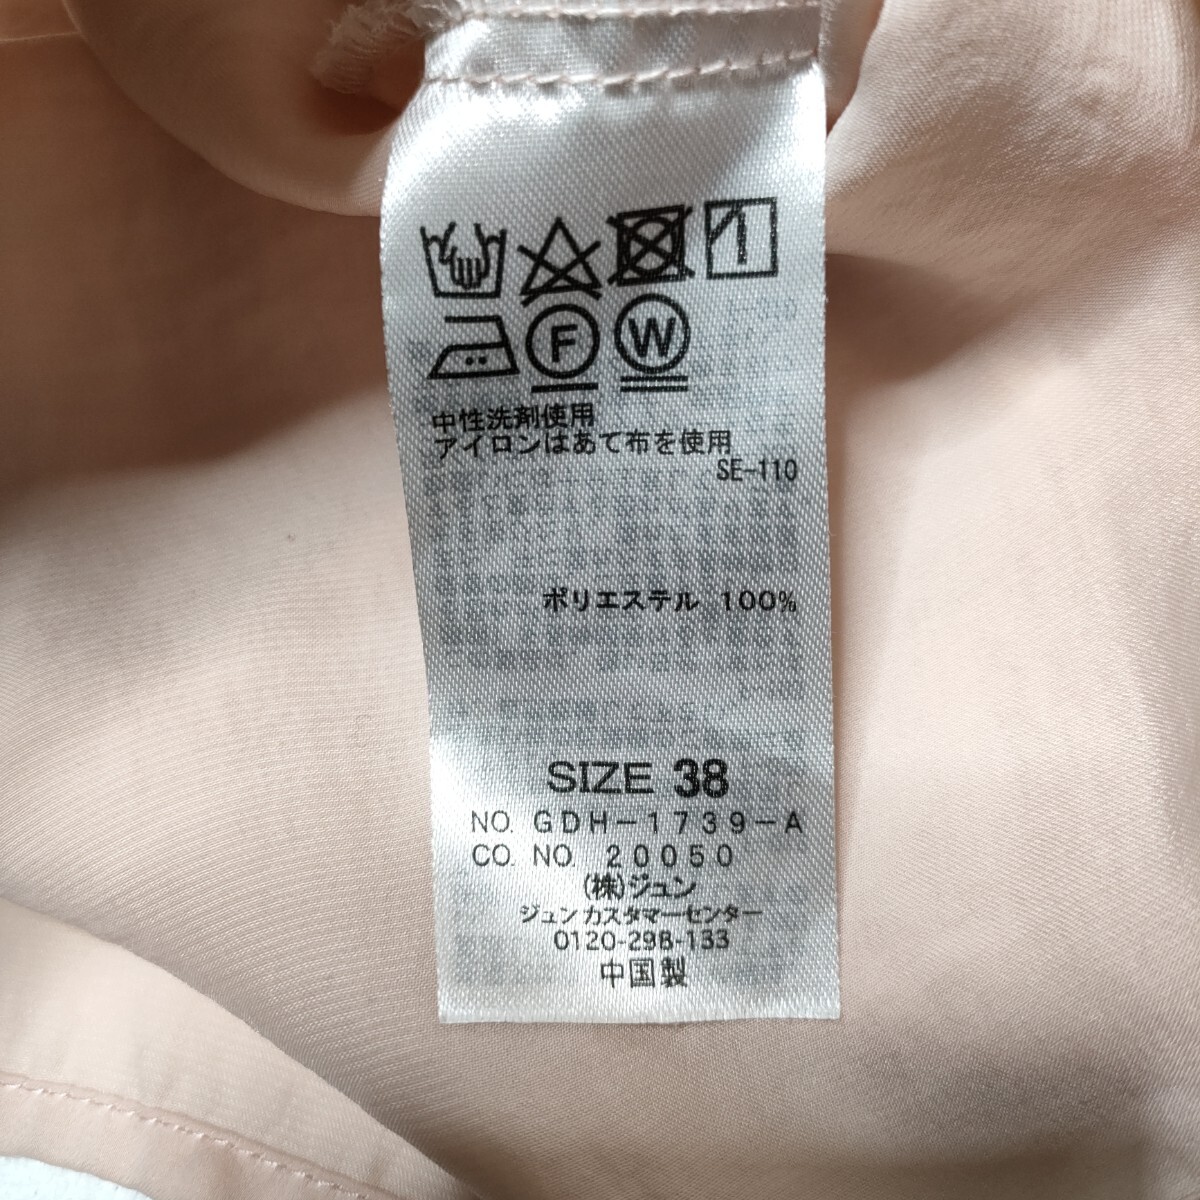 F W
中性洗剤使用
アイロンはあて布を使用
SE-110
ポリエステル 100%
SIZE 38
NO. GDH-1739-A
CO. NO. 20050
(株)ジュン
ジュンカスタマーセンター
0120-298-133
中国製